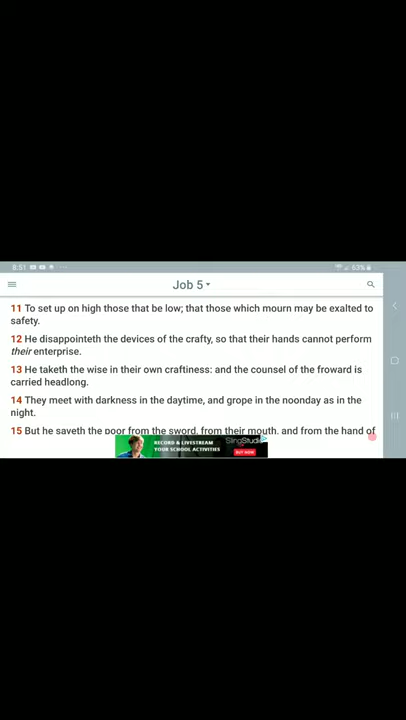 8:51
63%
Job 5
11 To set up on high those that be low; that those which mourn may be exalted to
safety.
12 He disappointeth the devices of the crafty, so that their hands cannot perform
their enterprise.
13 He taketh the wise in their own craftiness: and the counsel of the froward is
carried headlong.
14 They meet with darkness in the daytime, and grope in the noonday as in the
night.
15 But he saveth the poor from the sword, from their mouth, and from the hand of
RECORD & LIVESTREAM
YOUR SCHOOL ACTIVITIES
SlingStudio
BUY NOW